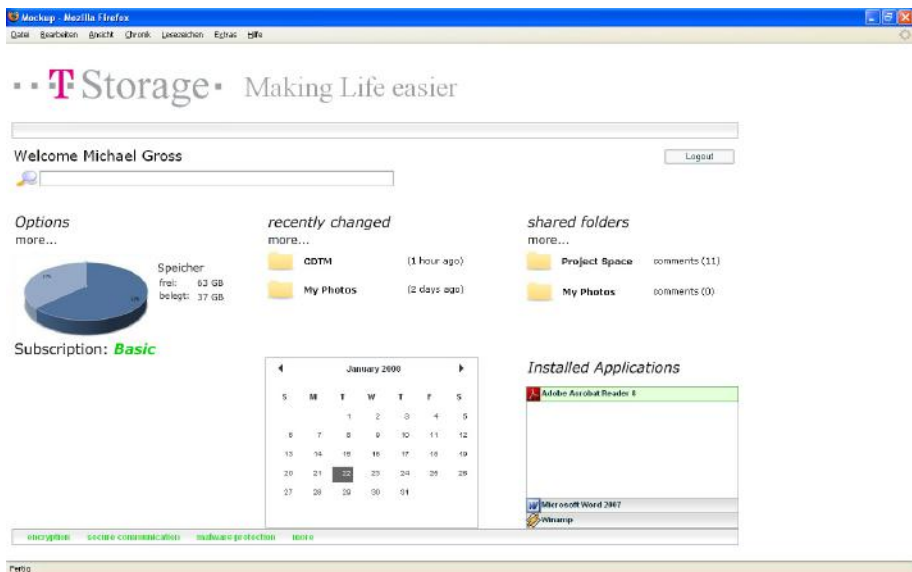 Mockup - Mozilla Firefox
Datei Bearbeiten Ansicht Chronik Lesezeichen Extras Hilfe
T Storage Making Life easier
Welcome Michael Gross
Logout
Options
more...
Speicher
frei: 63 GB
belegt: 37 GB
Subscription: Basic
recently changed
more...
GDTM (1 hour ago)
My Photos (2 days ago)
shared folders
more...
Project Space comments (11)
My Photos comments (0)
January 2008
S M T W T F S
1 2 3 4 5
6 7 8 9 10 11 12
13 14 15 16 17 18 19
20 21 22 23 24 25 26
27 28 29 30 31
Installed Applications
Adobe Acrobat Reader 8
Microsoft Word 2007
Winamp
encryption secure communication malware protection more
Fertig